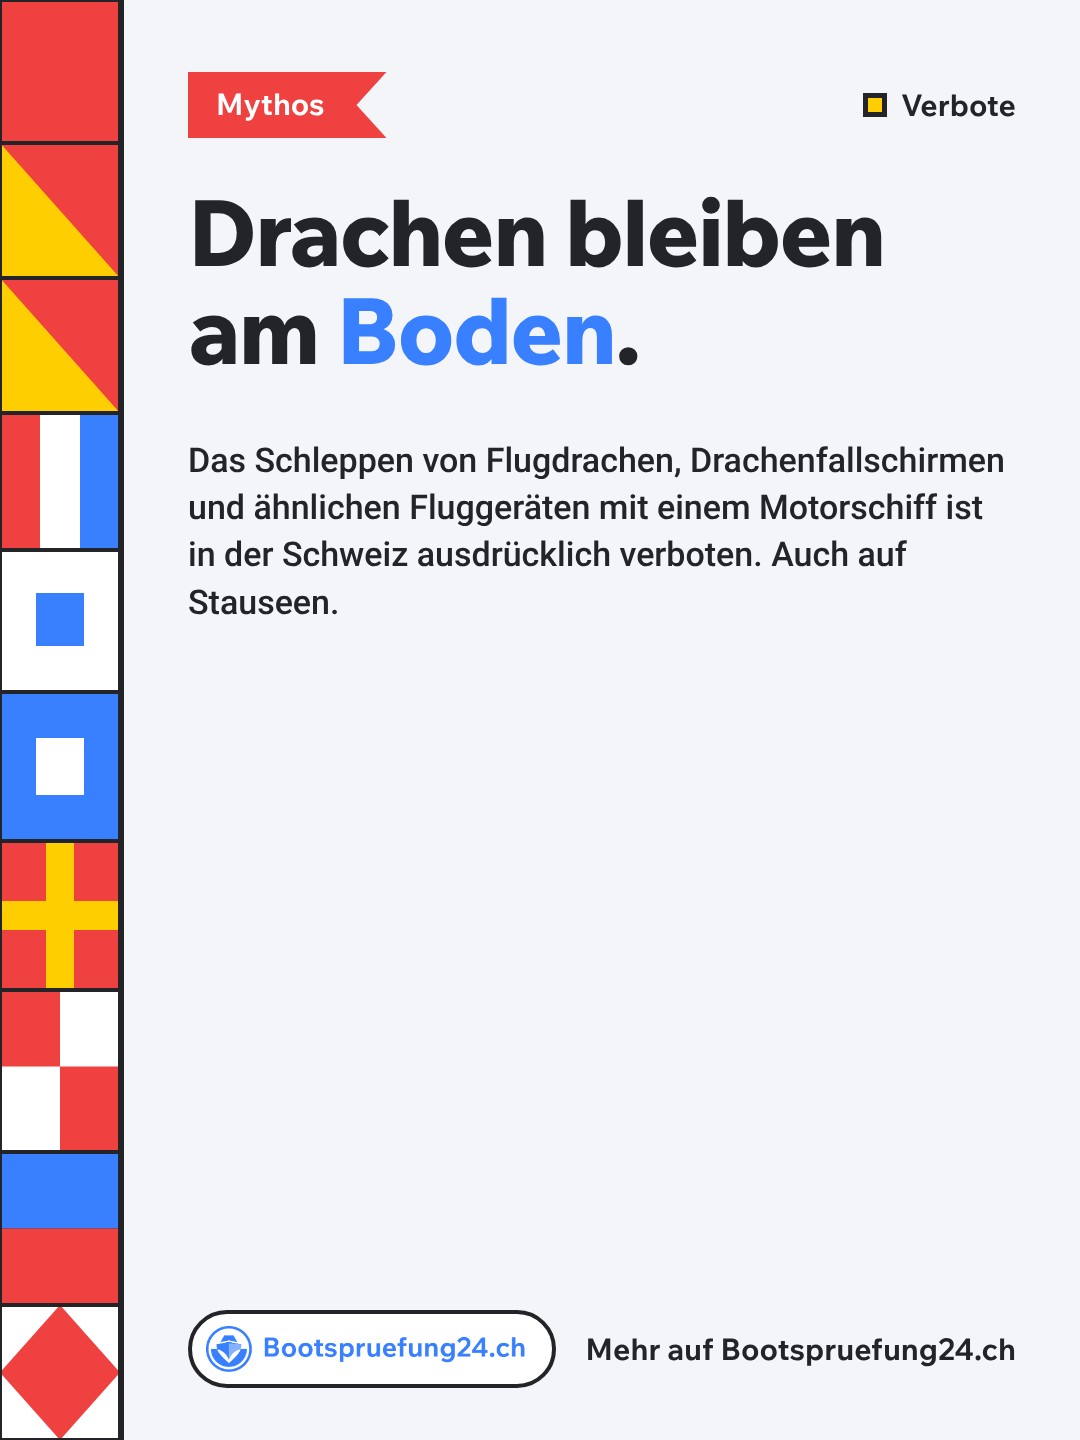 Mythos
Verbote
Drachen bleiben
am Boden.
Das Schleppen von Flugdrachen, Drachenfallschirmen
und ähnlichen Fluggeräten mit einem Motorschiff ist
in der Schweiz ausdrücklich verboten. Auch auf
Stauseen.
Bootspruefung24.ch
Mehr auf Bootspruefung24.ch